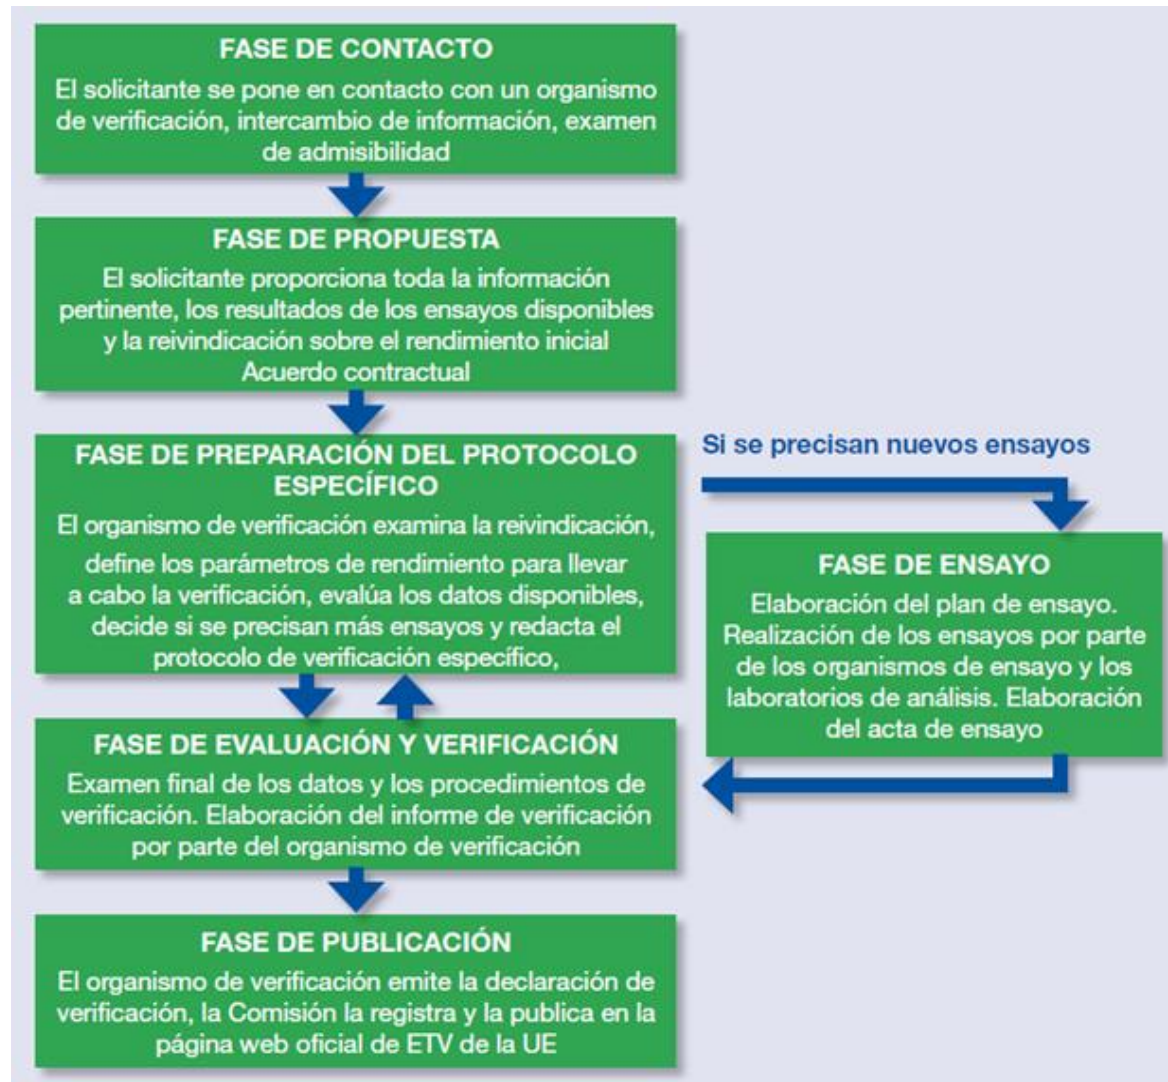 FASE DE CONTACTO
El solicitante se pone en contacto con un organismo
de verificación, intercambio de información, examen
de admisibilidad
FASE DE PROPUESTA
El solicitante proporciona toda la información
pertinente, los resultados de los ensayos disponibles
y la reivindicación sobre el rendimiento inicial
Acuerdo contractual
FASE DE PREPARACIÓN DEL PROTOCOLO
ESPECÍFICO
El organismo de verificación examina la reivindicación,
define los parámetros de rendimiento para llevar
a cabo la verificación, evalúa los datos disponibles,
decide si se precisan más ensayos y redacta el
protocolo de verificación específico,
Si se precisan nuevos ensayos
FASE DE ENSAYO
Elaboración del plan de ensayo.
Realización de los ensayos por parte
de los organismos de ensayo y los
laboratorios de análisis. Elaboración
del acta de ensayo
FASE DE EVALUACIÓN Y VERIFICACIÓN
Examen final de los datos y los procedimientos de
verificación. Elaboración del informe de verificación
por parte del organismo de verificación
FASE DE PUBLICACIÓN
El organismo de verificación emite la declaración de
verificación, la Comisión la registra y la publica en la
página web oficial de ETV de la UE